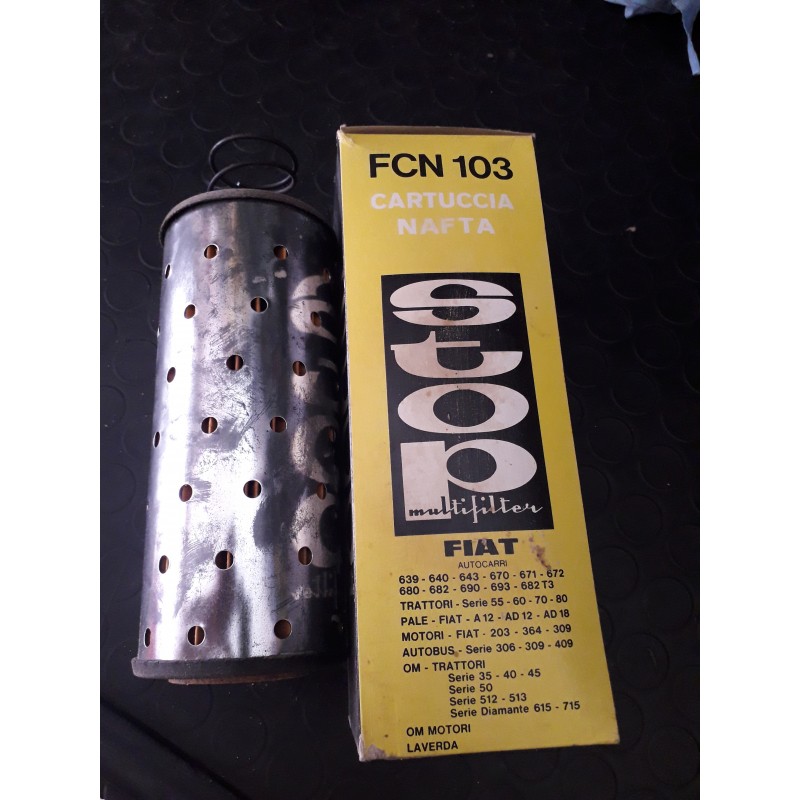 FCN 103
CARTUCCIA
NAFTA
Stop
multifilter
FIAT
AUTOCARRI
639 - 640 - 643 - 670 - 671 - 672
680 - 682 - 690 - 693 - 682 T3
TRATTORI - Serie 55 - 60 - 70 - 80
PALE - FIAT - A 12 - AD 12 - AD 18
MOTORI - FIAT - 203 - 364 - 309
AUTOBUS - Serie 306 - 309 - 409
OM - TRATTORI
Serie 35 - 40 - 45
Serie 50
Serie 512 - 513
Serie Diamante 615 - 715
OM MOTORI
LAVERDA